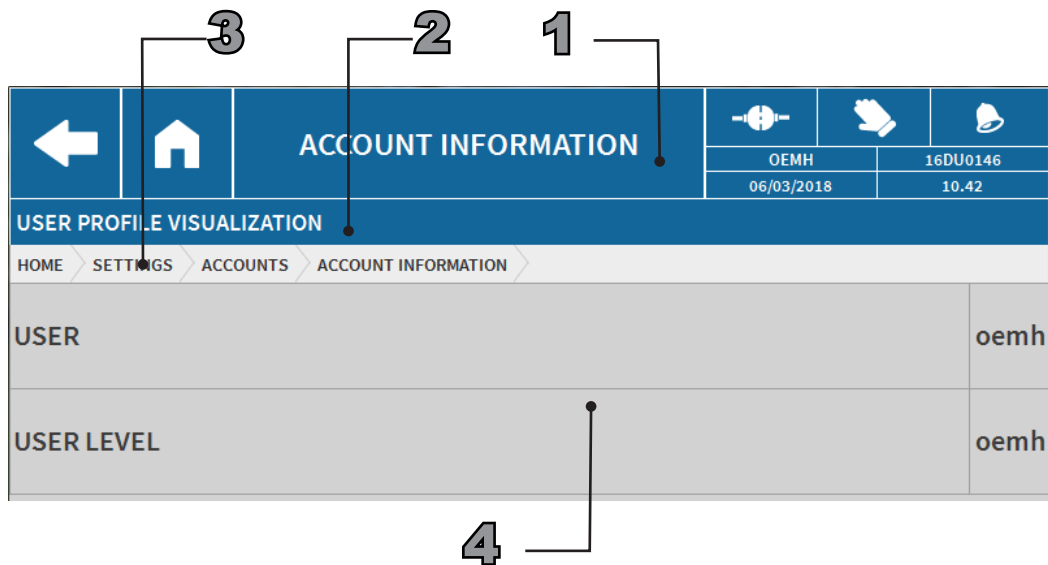 3 2 1
ACCOUNT INFORMATION
OEMH 16DU0146
06/03/2018 10.42
USER PROFILE VISUALIZATION
HOME SETTINGS ACCOUNTS ACCOUNT INFORMATION
USER oemh
USER LEVEL oemh
4